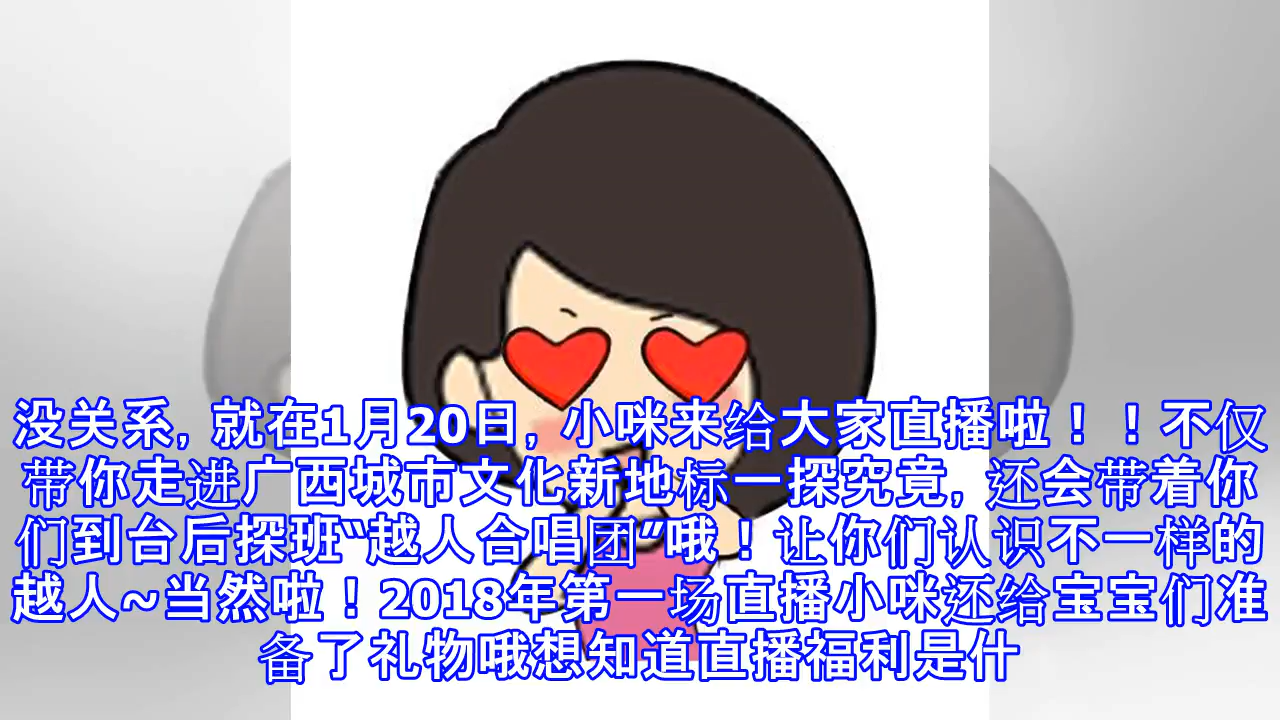 没关系, 就在1月20日, 小咪来给大家直播啦！！不仅
带你走进广西城市文化新地标一探究竟, 还会带着你
们到台后探班“越人合唱团”哦！让你们认识不一样的
越人~当然啦！2018年第一场直播小咪还给宝宝们准
备了礼物哦想知道直播福利是什